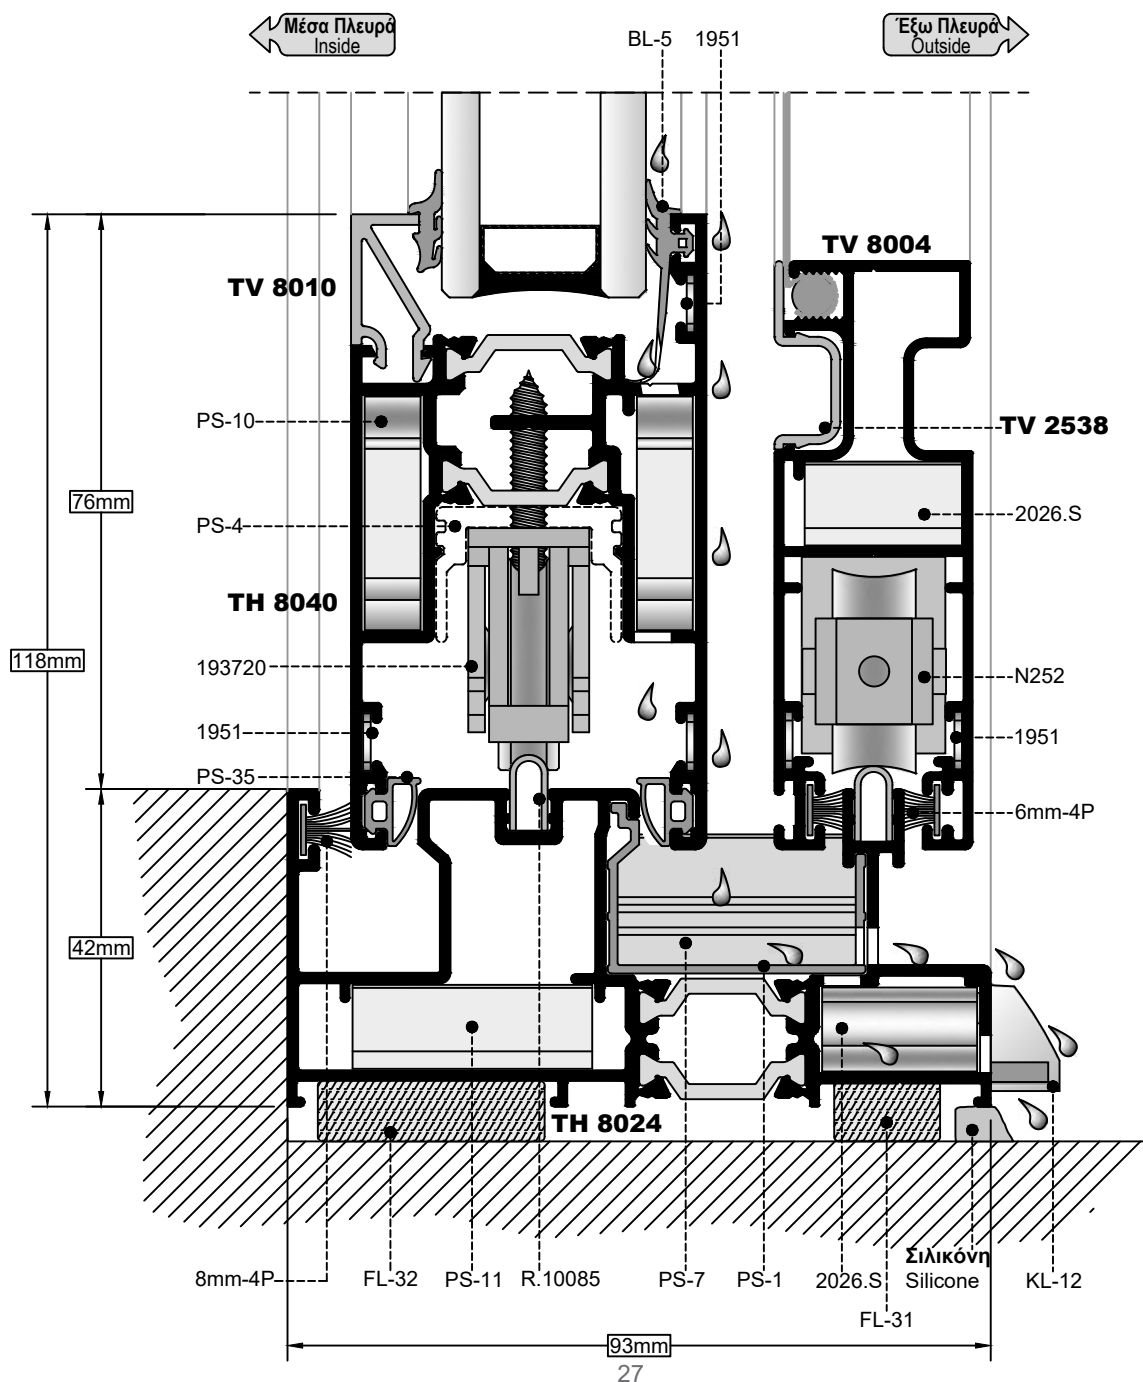 Μέσα Πλευρά
Inside
Έξω Πλευρά
Outside
BL-5
1951
TV 8004
TV 8010
TV 2538
PS-10
76mm
PS-4
2026.S
TH 8040
118mm
193720
N252
1951
1951
PS-35
6mm-4P
42mm
TH 8024
8mm-4P
FL-32
PS-11
R.10085
PS-7
PS-1
2026.S
Σιλικόνη
Silicone
KL-12
FL-31
93mm
27